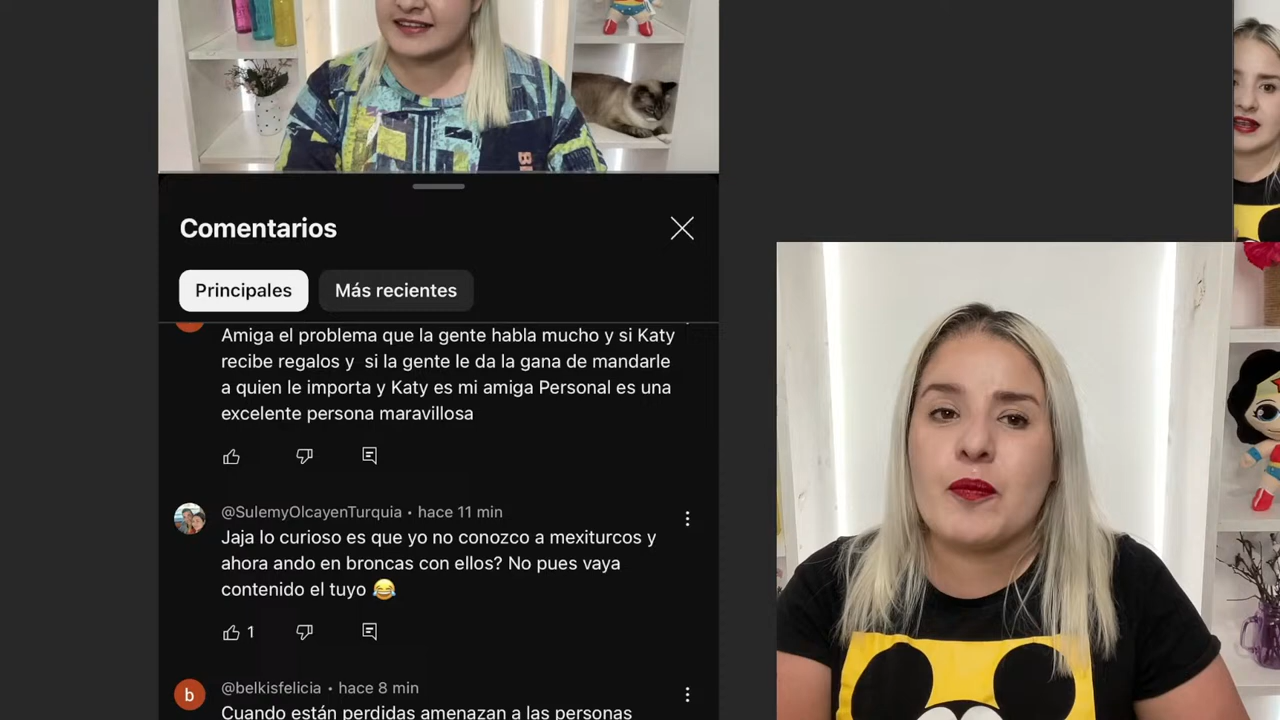 BE
Comentarios
Principales
Más recientes
Amiga el problema que la gente habla mucho y si Katy
recibe regalos y  si la gente le da la gana de mandarle
a quien le importa y Katy es mi amiga Personal es una
excelente persona maravillosa
@SulemyOlcayenTurquia • hace 11 min
Jaja lo curioso es que yo no conozco a mexiturcos y
ahora ando en broncas con ellos? No pues vaya
contenido el tuyo 😂
1
b
@belkisfelicia • hace 8 min
Cuando están perdidas amenazan a las personas